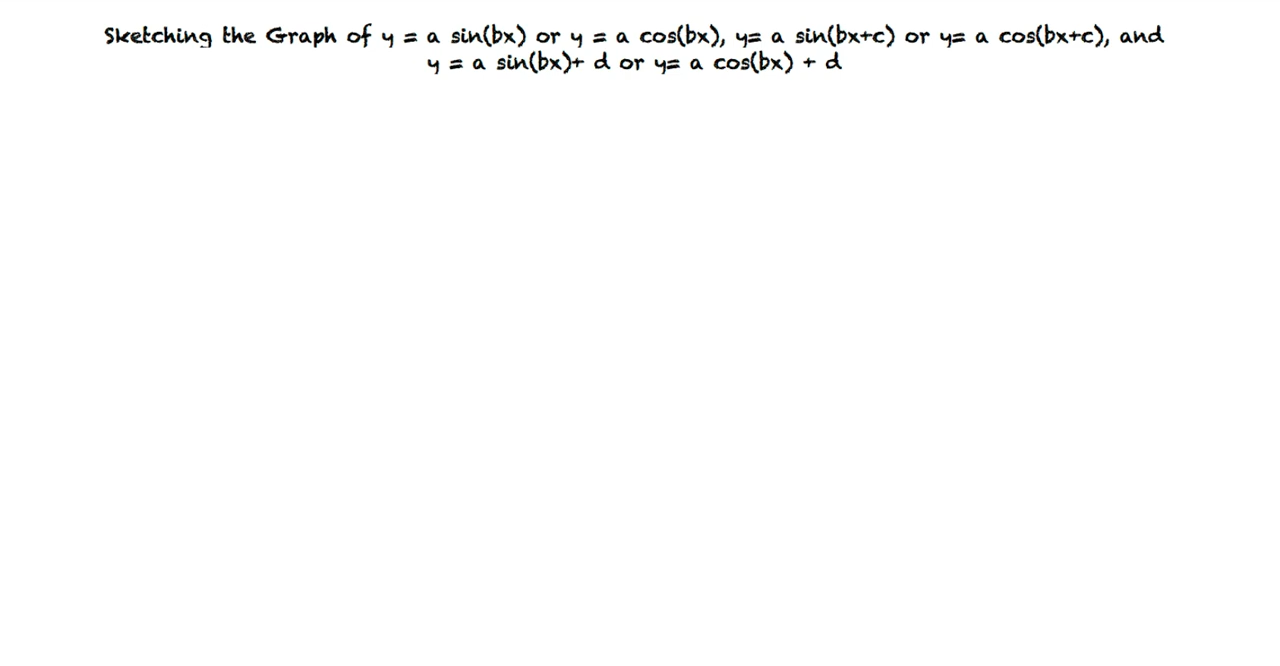 Sketching the Graph of y = a sin(bx) or y = a cos(bx), y= a sin(bx+c) or y= a cos(bx+c), and
y = a sin(bx)+ d or y= a cos(bx) + d